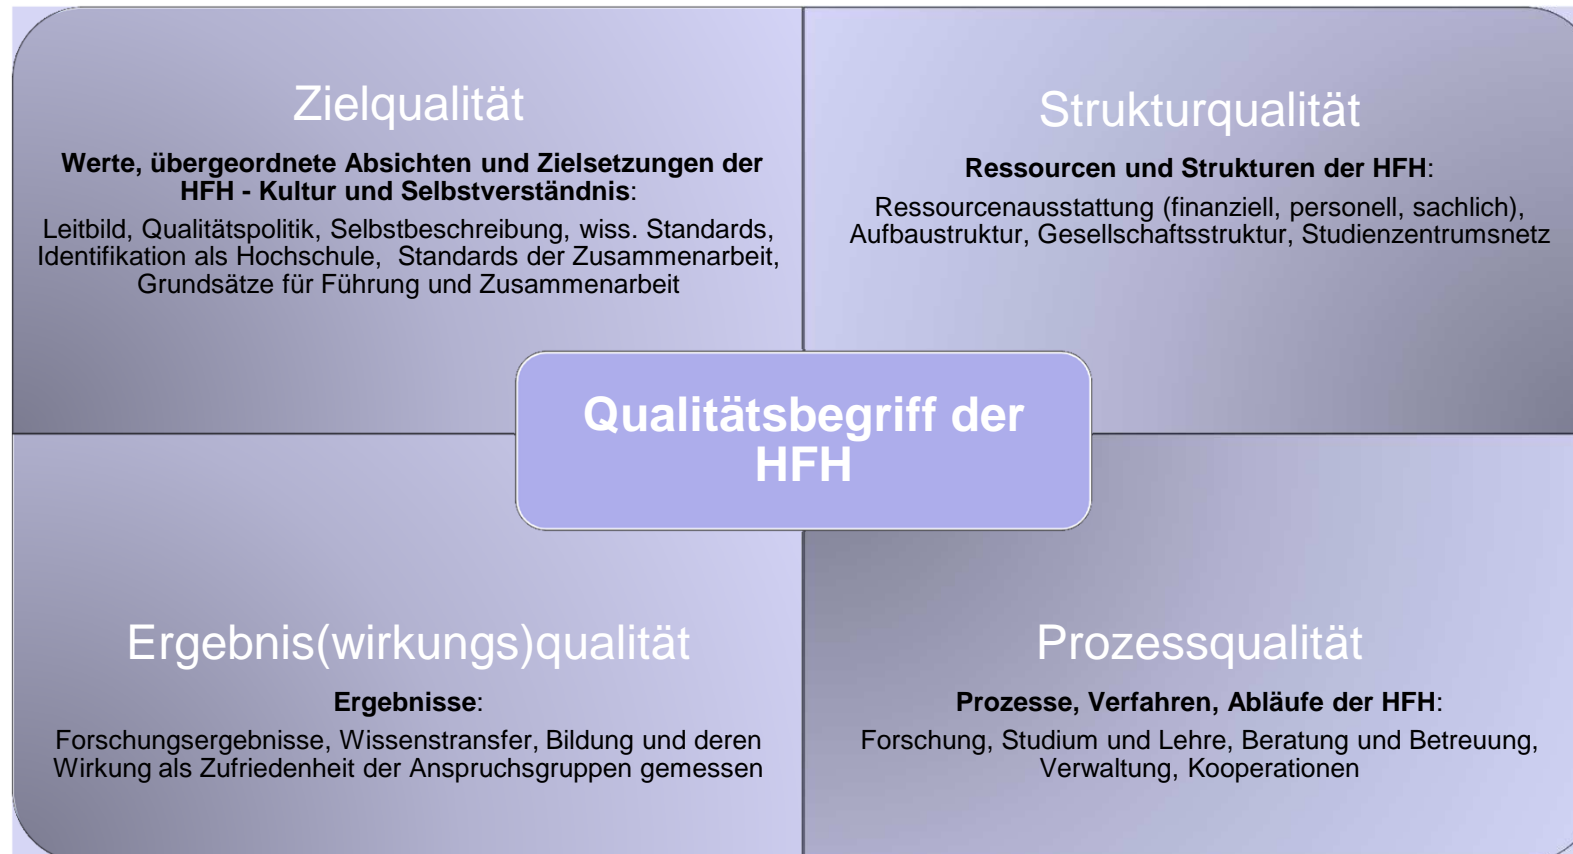 Zielqualität
Werte, übergeordnete Absichten und Zielsetzungen der
HFH - Kultur und Selbstverständnis:
Leitbild, Qualitätspolitik, Selbstbeschreibung, wiss. Standards,
Identifikation als Hochschule, Standards der Zusammenarbeit,
Grundsätze für Führung und Zusammenarbeit
Strukturqualität
Ressourcen und Strukturen der HFH:
Ressourcenausstattung (finanziell, personell, sachlich),
Aufbaustruktur, Gesellschaftsstruktur, Studienzentrumsnetz
Qualitätsbegriff der
HFH
Ergebnis(wirkungs)qualität
Ergebnisse:
Forschungsergebnisse, Wissenstransfer, Bildung und deren
Wirkung als Zufriedenheit der Anspruchsgruppen gemessen
Prozessqualität
Prozesse, Verfahren, Abläufe der HFH:
Forschung, Studium und Lehre, Beratung und Betreuung,
Verwaltung, Kooperationen